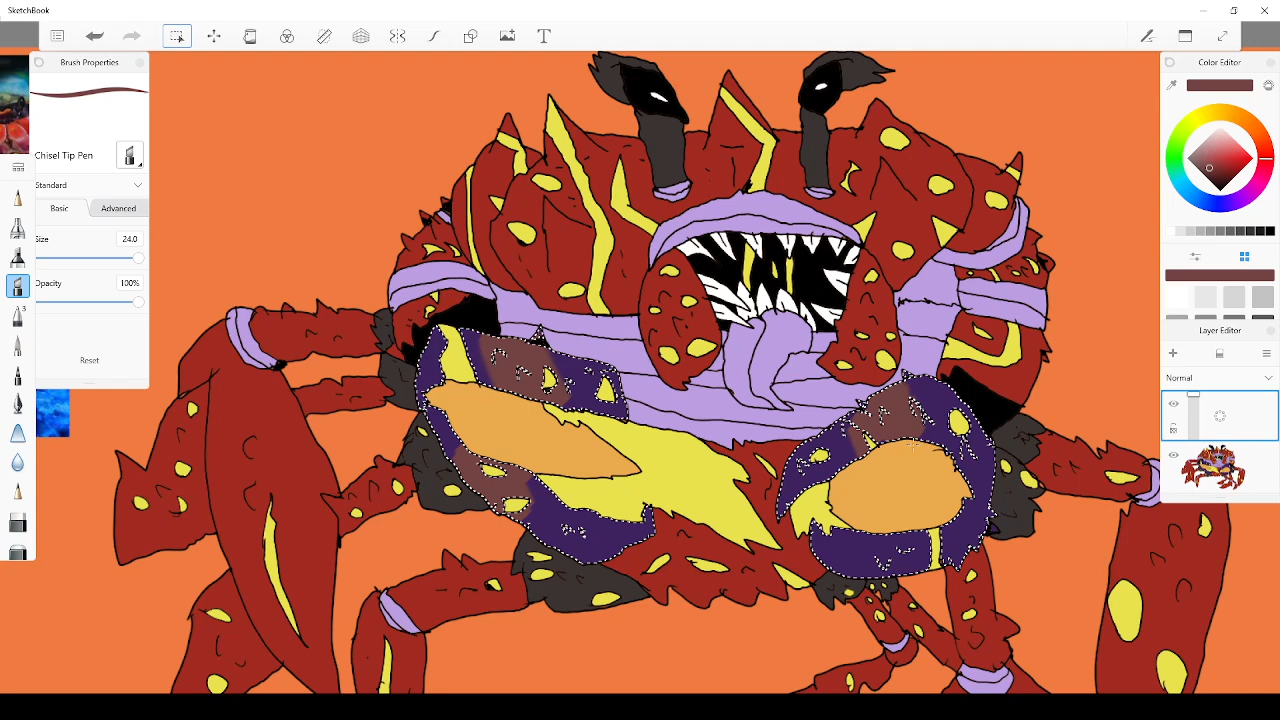 SketchBook
Brush Properties
Color Editor
Chisel Tip Pen
Standard
Basic
Advanced
Size
24.0
Opacity
100%
Reset
3
Layer Editor
Normal